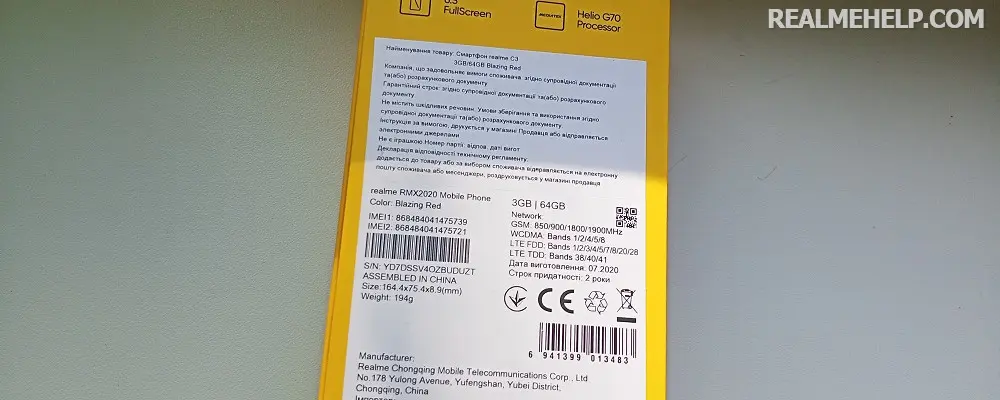 REALMEHELP.COM
FullScreen
MEDIATEK
Helio G70
Processor
Найменування товару: Смартфон realme C3
3GB/64GB Blazing Red
Компанія, що задовольняє вимоги споживача згідно супровідної документації
та(або) розрахункового документу
Гарантійний строк: згідно супровідної документації та(або) розрахункового
документу
Не містить шкідливих речовин. Умови зберігання та використання згідно
супровідної документації та(або) розрахункового документу
Інструкція за вимогою, друкується у магазині Продавця або відправляється
електронними джерелами
Не є іграшкою.Номер партії: відпов. даті вигот
Декларація відповідності технічному регламенту:
додається до товару або за вибором споживача відправляється на електронну
пошту споживача або месенджери, роздруковується у магазині продавця
realme RMX2020 Mobile Phone
Color: Blazing Red
IMEI1: 868484041475739
IMEI2: 868484041475721
S/N: YD7DSSV4OZBUDUZT
ASSEMBLED IN CHINA
Size:164.4x75.4x8.9(mm)
Weight: 194g
3GB | 64GB
Network:
GSM: 850/900/1800/1900MHz
WCDMA: Bands 1/2/4/5/8
LTE FDD: Bands 1/2/3/4/5/7/8/20/28
LTE TDD: Bands 38/40/41
Дата виготовлення: 07.2020
Строк придатності: 2 роки
CE
6 941399 013483
Manufacturer:
Realme Chongqing Mobile Telecommunications Corp., Ltd
No.178 Yulong Avenue, Yufengshan, Yubei District,
Chongqing, China